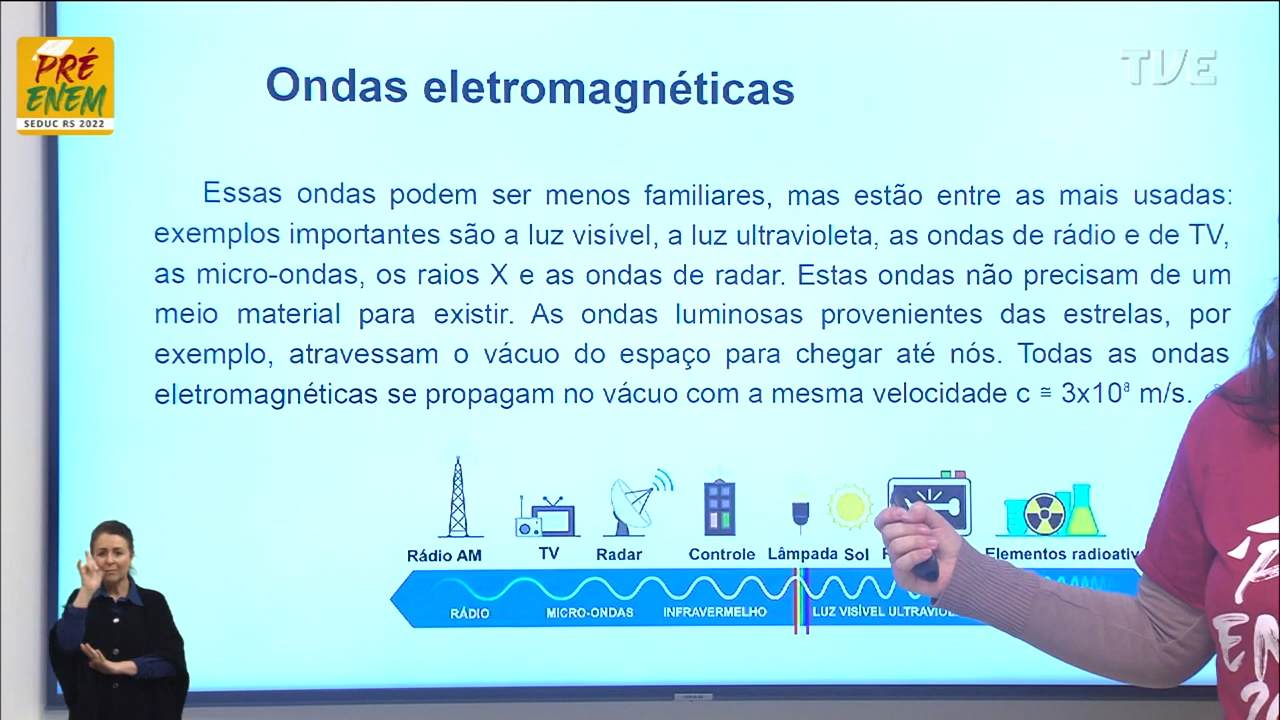 PRÉ
ENEM
SEDUC RS 2022
TVE
Ondas eletromagnéticas
Essas ondas podem ser menos familiares, mas estão entre as mais usadas:
exemplos importantes são a luz visível, a luz ultravioleta, as ondas de rádio e de TV,
as micro-ondas, os raios X e as ondas de radar. Estas ondas não precisam de um
meio material para existir. As ondas luminosas provenientes das estrelas, por
exemplo, atravessam o vácuo do espaço para chegar até nós. Todas as ondas
eletromagnéticas se propagam no vácuo com a mesma velocidade c ≅ 3x10⁸ m/s.
Rádio AM TV Radar Controle Lâmpada Sol Elementos
RÁDIO MICRO-ONDAS INFRAVERMELHO LUZ VISÍVEL